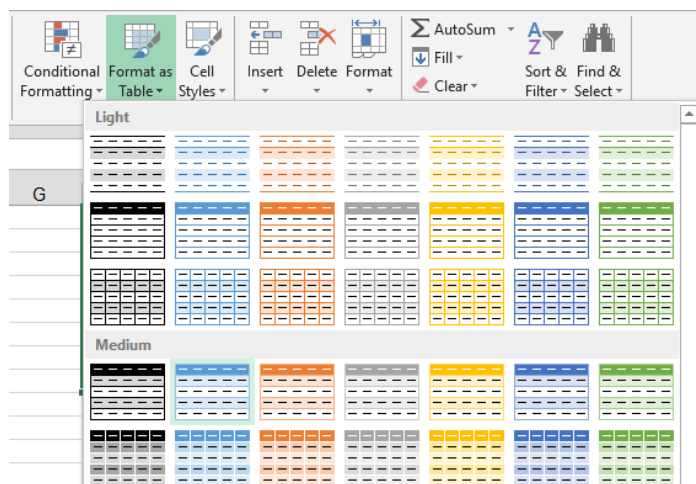 AutoSum
Fill
Clear
Conditional Formatting
Format as Table
Cell Styles
Insert
Delete
Format
Sort & Filter
Find & Select
Light
G
Medium